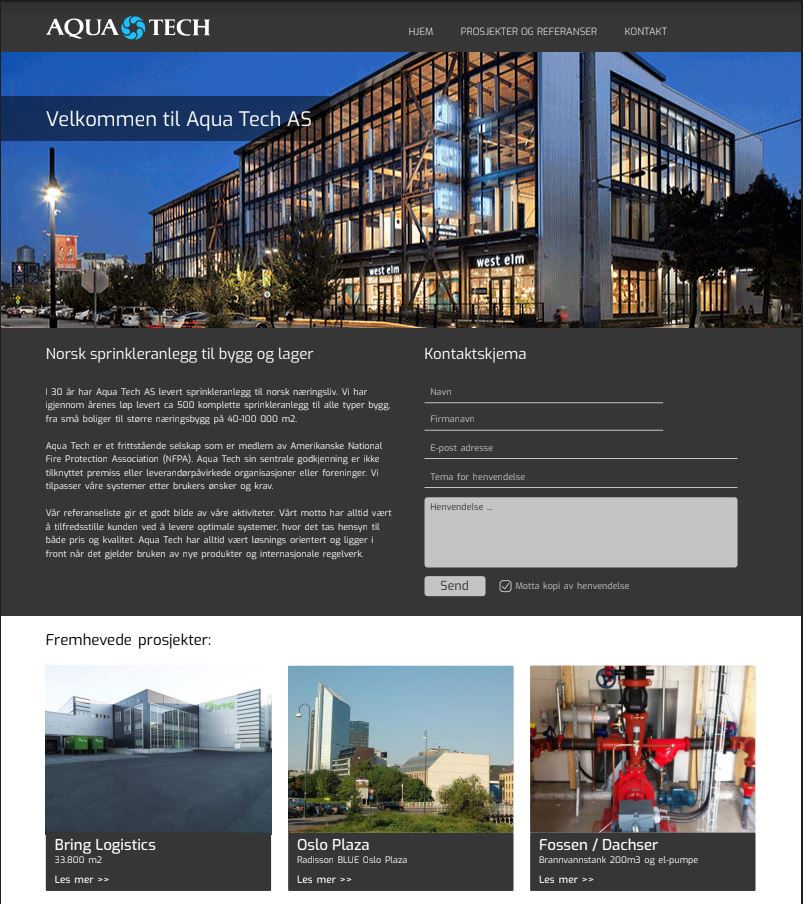 AQUA TECH
HJEM PROSJEKTER OG REFERANSER KONTAKT
Velkommen til Aqua Tech AS
west elm
west elm
Norsk sprinkleranlegg til bygg og lager
I 30 år har Aqua Tech AS levert sprinkleranlegg til norsk næringsliv. Vi har
igjennom årenes løp levert ca 500 komplette sprinkleranlegg til alle typer bygg,
fra små boliger til større næringsbygg på 40-100 000 m2.
Aqua Tech er et frittstående selskap som er medlem av Amerikanske National
Fire Protection Association (NFPA). Aqua Tech sin sentrale godkjenning er ikke
tilknyttet premiss eller leverandørpåvirkede organisasjoner eller foreninger. Vi
tilpasser våre systemer etter brukers ønsker og krav.
Vår referanseliste gir et godt bilde av våre aktiviteter. Vårt motto har alltid vært
å tilfredsstille kunden ved å levere optimale systemer, hvor det tas hensyn til
både pris og kvalitet. Aqua Tech har alltid vært løsnings orientert og ligger i
front når det gjelder bruken av nye produkter og internasjonale regelverk.
Kontaktskjema
Navn
Firmanavn
E-post adresse
Tema for henvendelse
Henvendelse ...
Send
Motta kopi av henvendelse
Fremhevede prosjekter:
bring
Bring Logistics
33.800 m2
Les mer >>
Oslo Plaza
Radisson BLUE Oslo Plaza
Les mer >>
Fossen / Dachser
Brannvannstank 200m3 og el-pumpe
Les mer >>